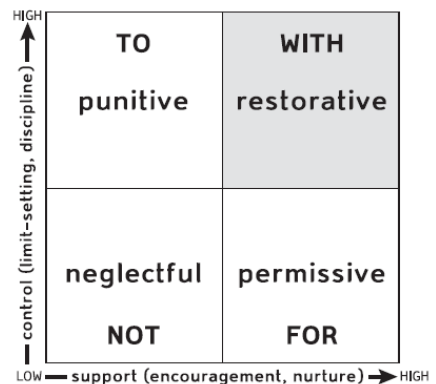 HIGH
TO
WITH
punitive
restorative
control (limit-setting, discipline)
neglectful
permissive
NOT
FOR
LOW support (encouragement, nurture) HIGH